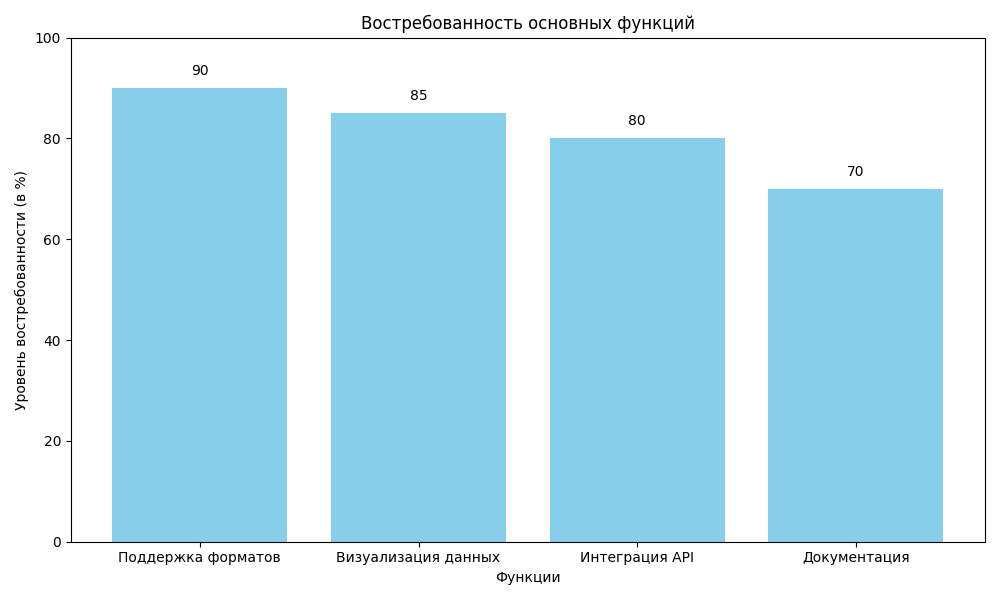 Востребованность основных функций
Уровень востребованности (в %)
100
80
60
40
20
0
90
85
80
70
Поддержка форматов
Визуализация данных
Интеграция API
Документация
Функции